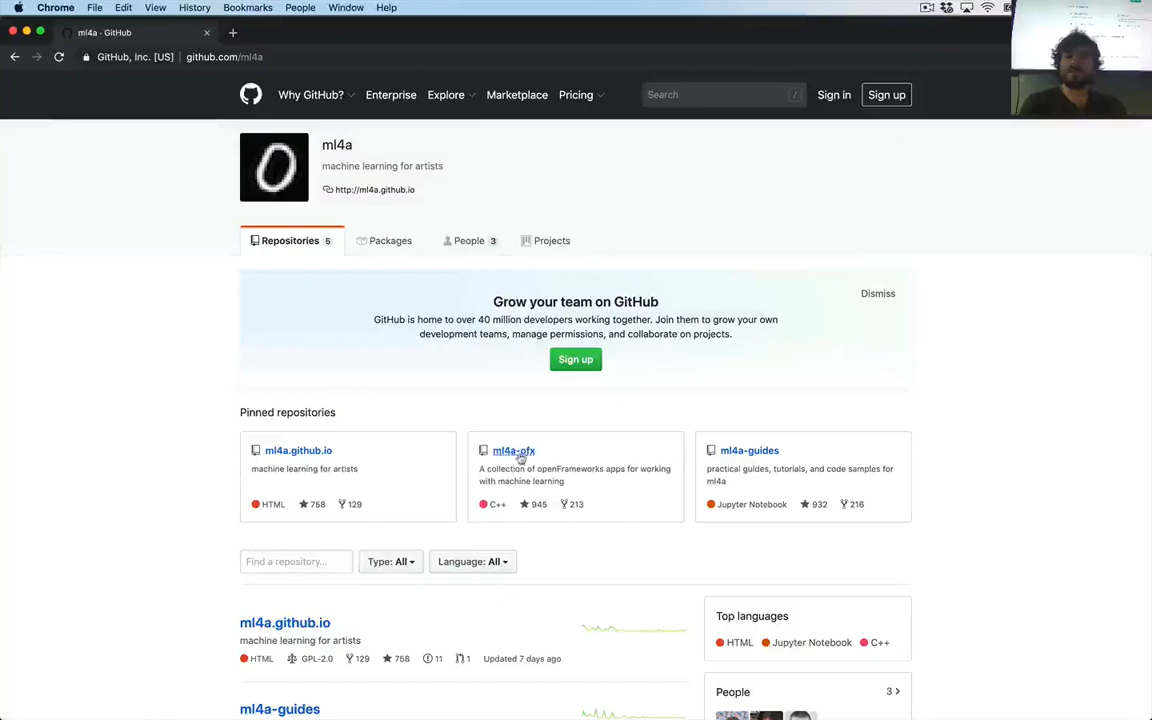 Chrome File Edit View History Bookmarks People Window Help
ml4a · GitHub
GitHub, Inc. [US] | github.com/ml4a
Why GitHub? Enterprise Explore Marketplace Pricing Search / Sign in Sign up
ml4a
machine learning for artists
http://ml4a.github.io
Repositories 5 Packages People 3 Projects
Grow your team on GitHub
Dismiss
GitHub is home to over 40 million developers working together. Join them to grow your own
development teams, manage permissions, and collaborate on projects.
Sign up
Pinned repositories
ml4a.github.io
machine learning for artists
HTML 758 129
ml4a-ofx
A collection of openFrameworks apps for working
with machine learning
C++ 945 213
ml4a-guides
practical guides, tutorials, and code samples for
ml4a
Jupyter Notebook 932 216
Find a repository... Type: All Language: All
ml4a.github.io
machine learning for artists
HTML GPL-2.0 129 758 11 1 Updated 7 days ago
ml4a-guides
Top languages
HTML Jupyter Notebook C++
People 3